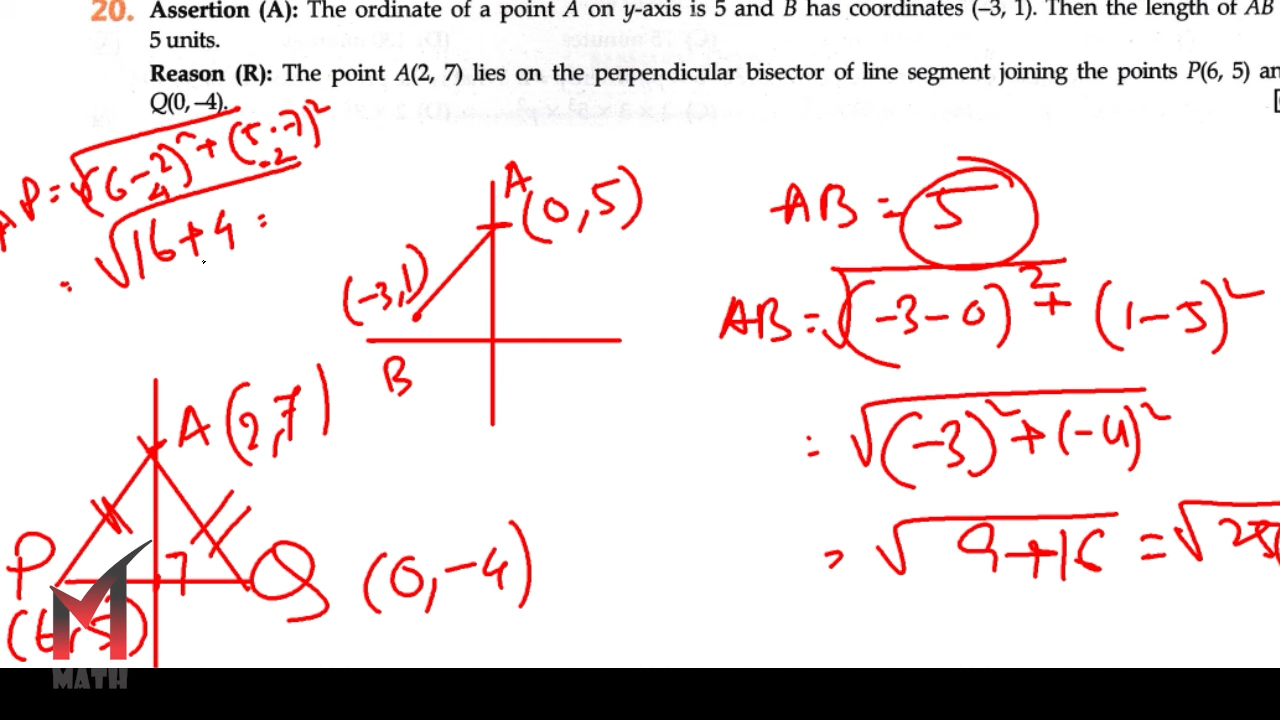 20. Assertion (A): The ordinate of a point A on y-axis is 5 and B has coordinates (–3, 1). Then the length of AB
5 units.
Reason (R): The point A(2, 7) lies on the perpendicular bisector of line segment joining the points P(6, 5) an
Q(0, –4).
AP = √(6-2)² + (5-7)²
4 -2
= √16+4 =
A (0, 5)
(-3, 1)
B
AB = 5
AB = √(-3-0)² + (1-5)²
= √(-3)² + (-4)²
= √9+16 = √25
A (2, 7)
P
(6, 5)
Q (0, -4)
MATH